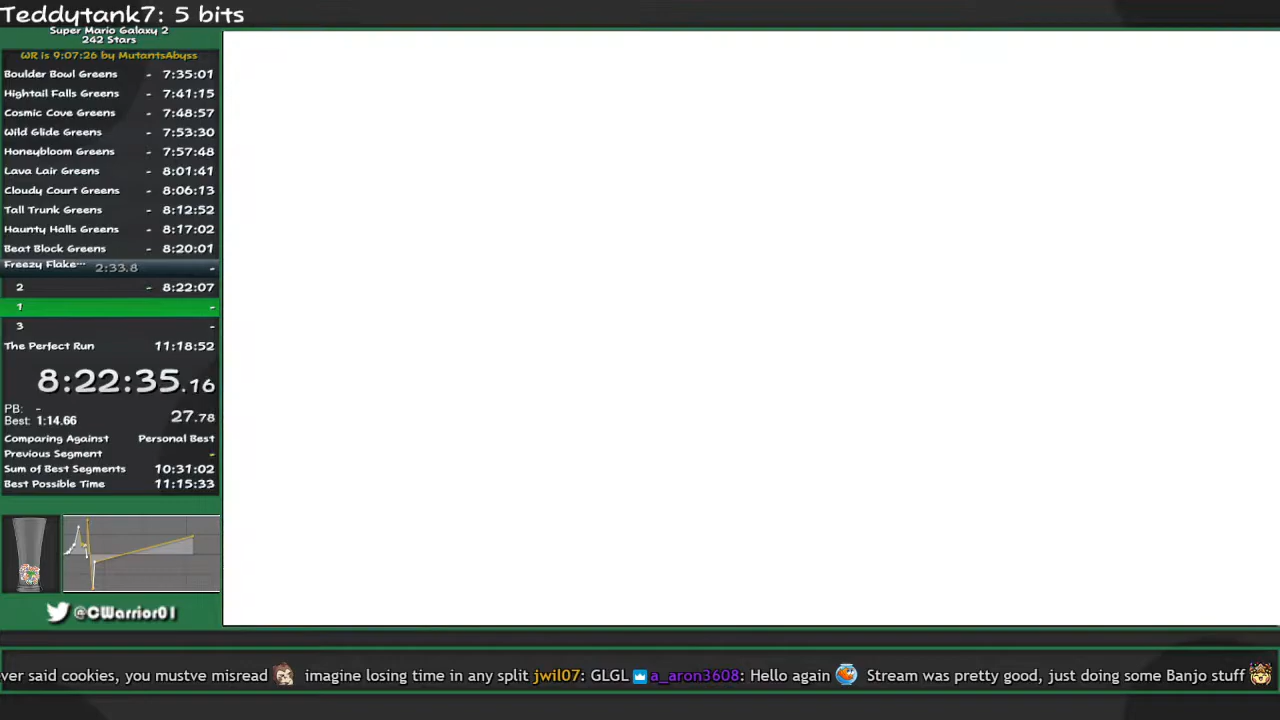 Teddytank7: 5 bits
Super Mario Galaxy 2
242 Stars
WR is 9:07:26 by MutantsAbyss
Boulder Bowl Greens - 7:35:01
Hightail Falls Greens - 7:41:15
Cosmic Cove Greens - 7:48:57
Wild Glide Greens - 7:53:30
Honeybloom Greens - 7:57:48
Lava Lair Greens - 8:01:41
Cloudy Court Greens - 8:06:13
Tall Trunk Greens - 8:12:52
Haunty Halls Greens - 8:17:02
Beat Block Greens - 8:20:01
Freezy Flake... 2:33.8 -
2 - 8:22:07
1 -
3 -
The Perfect Run 11:18:52
8:22:35.16
PB: -
Best: 1:14.66 27.78
Comparing Against Personal Best
Previous Segment -
Sum of Best Segments 10:31:02
Best Possible Time 11:15:33
@CWarrior01
ver said cookies, you mustve misread imagine losing time in any split jwil07: GLGL a_aron3608: Hello again Stream was pretty good, just doing some Banjo stuff